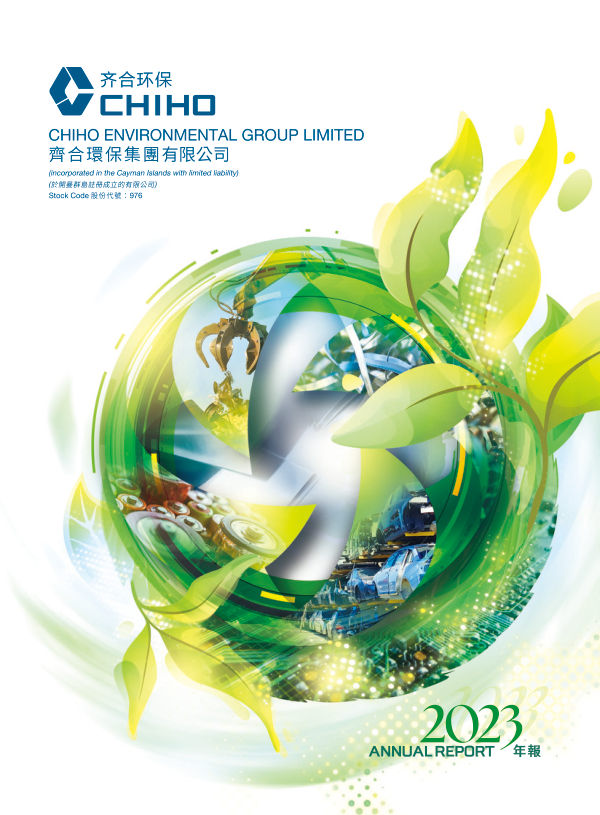 齐合环保
CHIHO
CHIHO ENVIRONMENTAL GROUP LIMITED
齊合環保集團有限公司
(incorporated in the Cayman Islands with limited liability)
(於開曼群島註冊成立的有限公司)
Stock Code 股份代號：976
2023
ANNUAL REPORT 年報